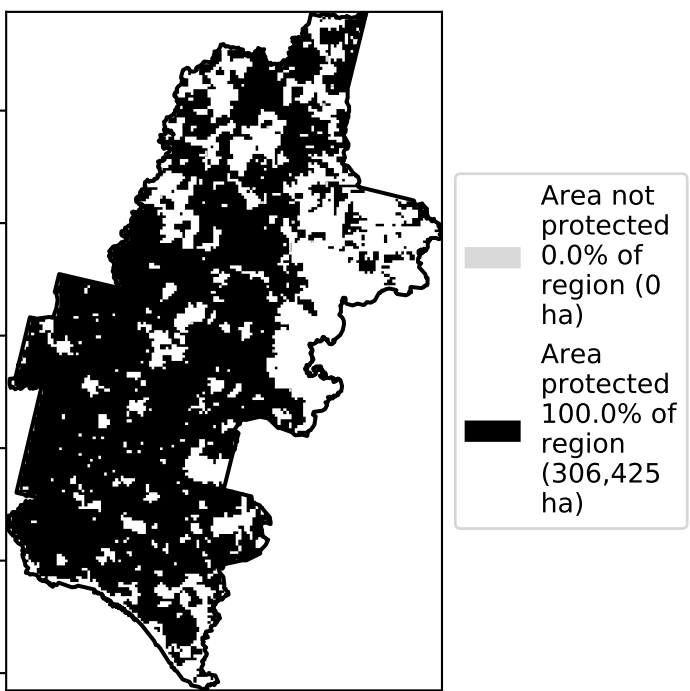 Area not
protected
0.0% of
region (0
ha)
Area
protected
100.0% of
region
(306,425
ha)